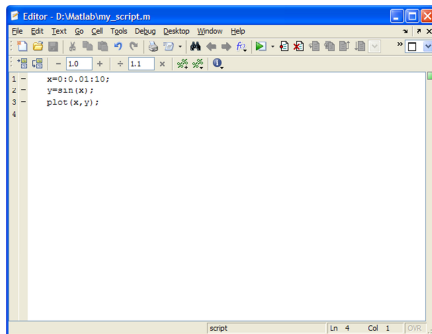 Editor - D:\Matlab\my_script.m
File Edit Text Go Cell Tools Debug Desktop Window Help
- 1.0 + ÷ 1.1 ×
1 - x=0:0.01:10;
2 - y=sin(x);
3 - plot(x,y);
4
script Ln 4 Col 1 OVR